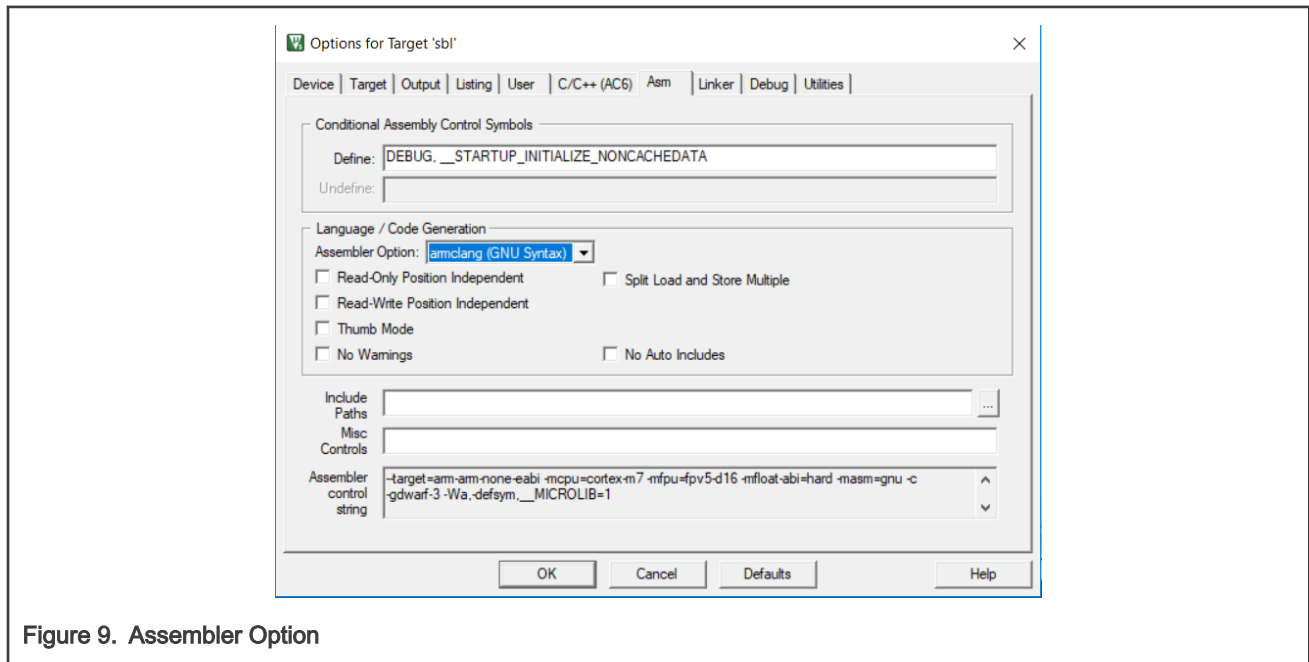 Options for Target 'sbl'
Device Target Output Listing User C/C++ (AC6) Asm Linker Debug Utilities
Conditional Assembly Control Symbols
Define: DEBUG, __STARTUP_INITIALIZE_NONCACHEDATA
Undefine:
Language / Code Generation
Assembler Option: armclang (GNU Syntax)
Read-Only Position Independent Split Load and Store Multiple
Read-Write Position Independent
Thumb Mode
No Warnings No Auto Includes
Include
Paths
...
Misc
Controls
Assembler
control
string
--target=arm-arm-none-eabi -mcpu=cortex-m7 -mfpu=fpv5-d16 -mfloat-abi=hard -masm=gnu -c
-gdwarf-3 -Wa,-defsym,__MICROLIB=1
OK Cancel Defaults Help
Figure 9. Assembler Option